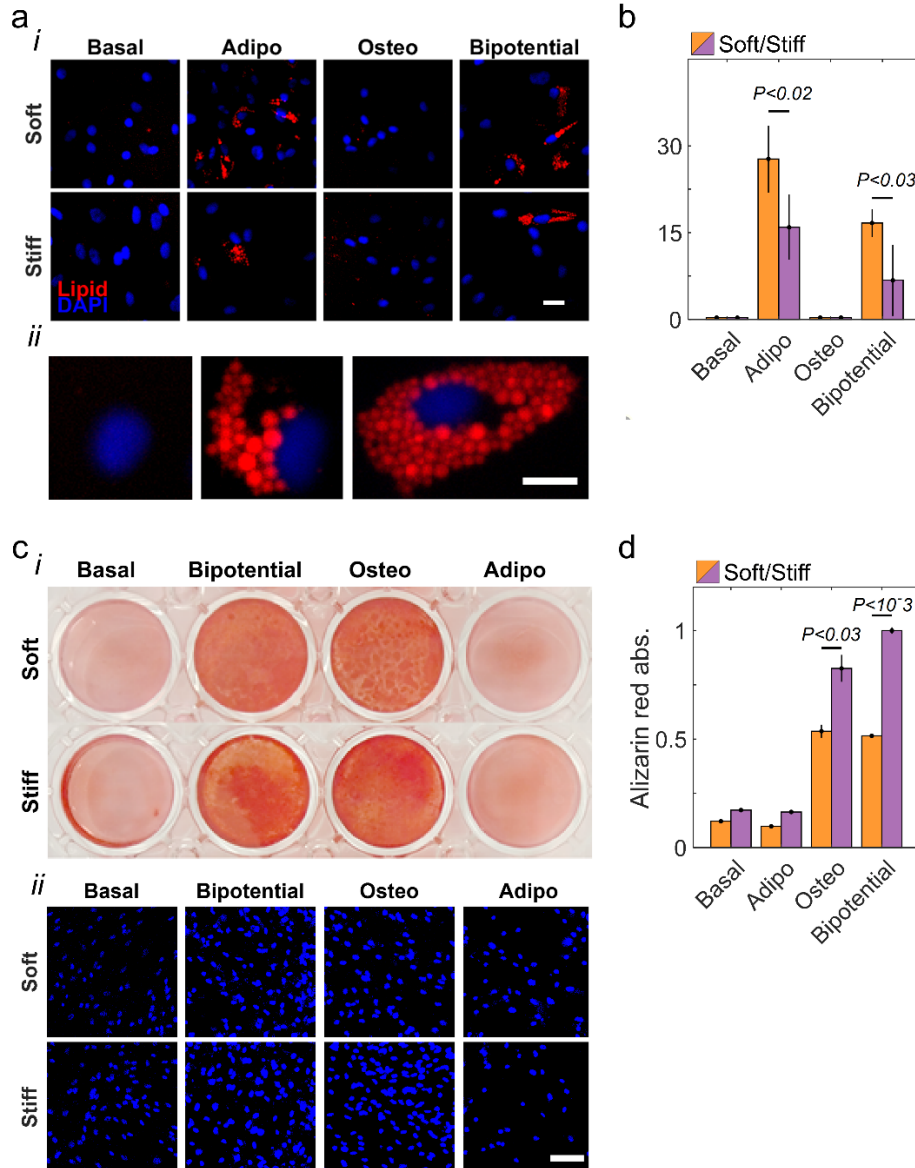 a
i
Basal Adipo Osteo Bipotential
Soft
Stiff
Lipid
DAPI
ii
b
Soft/Stiff
P<0.02
P<0.03
30
15
0
Basal
Adipo
Osteo
Bipotential
c
i
Basal Bipotential Osteo Adipo
Soft
Stiff
ii
Basal Bipotential Osteo Adipo
Soft
Stiff
d
Soft/Stiff
P<10⁻3
P<0.03
Alizarin red abs.
1
0.5
0
Basal
Adipo
Osteo
Bipotential